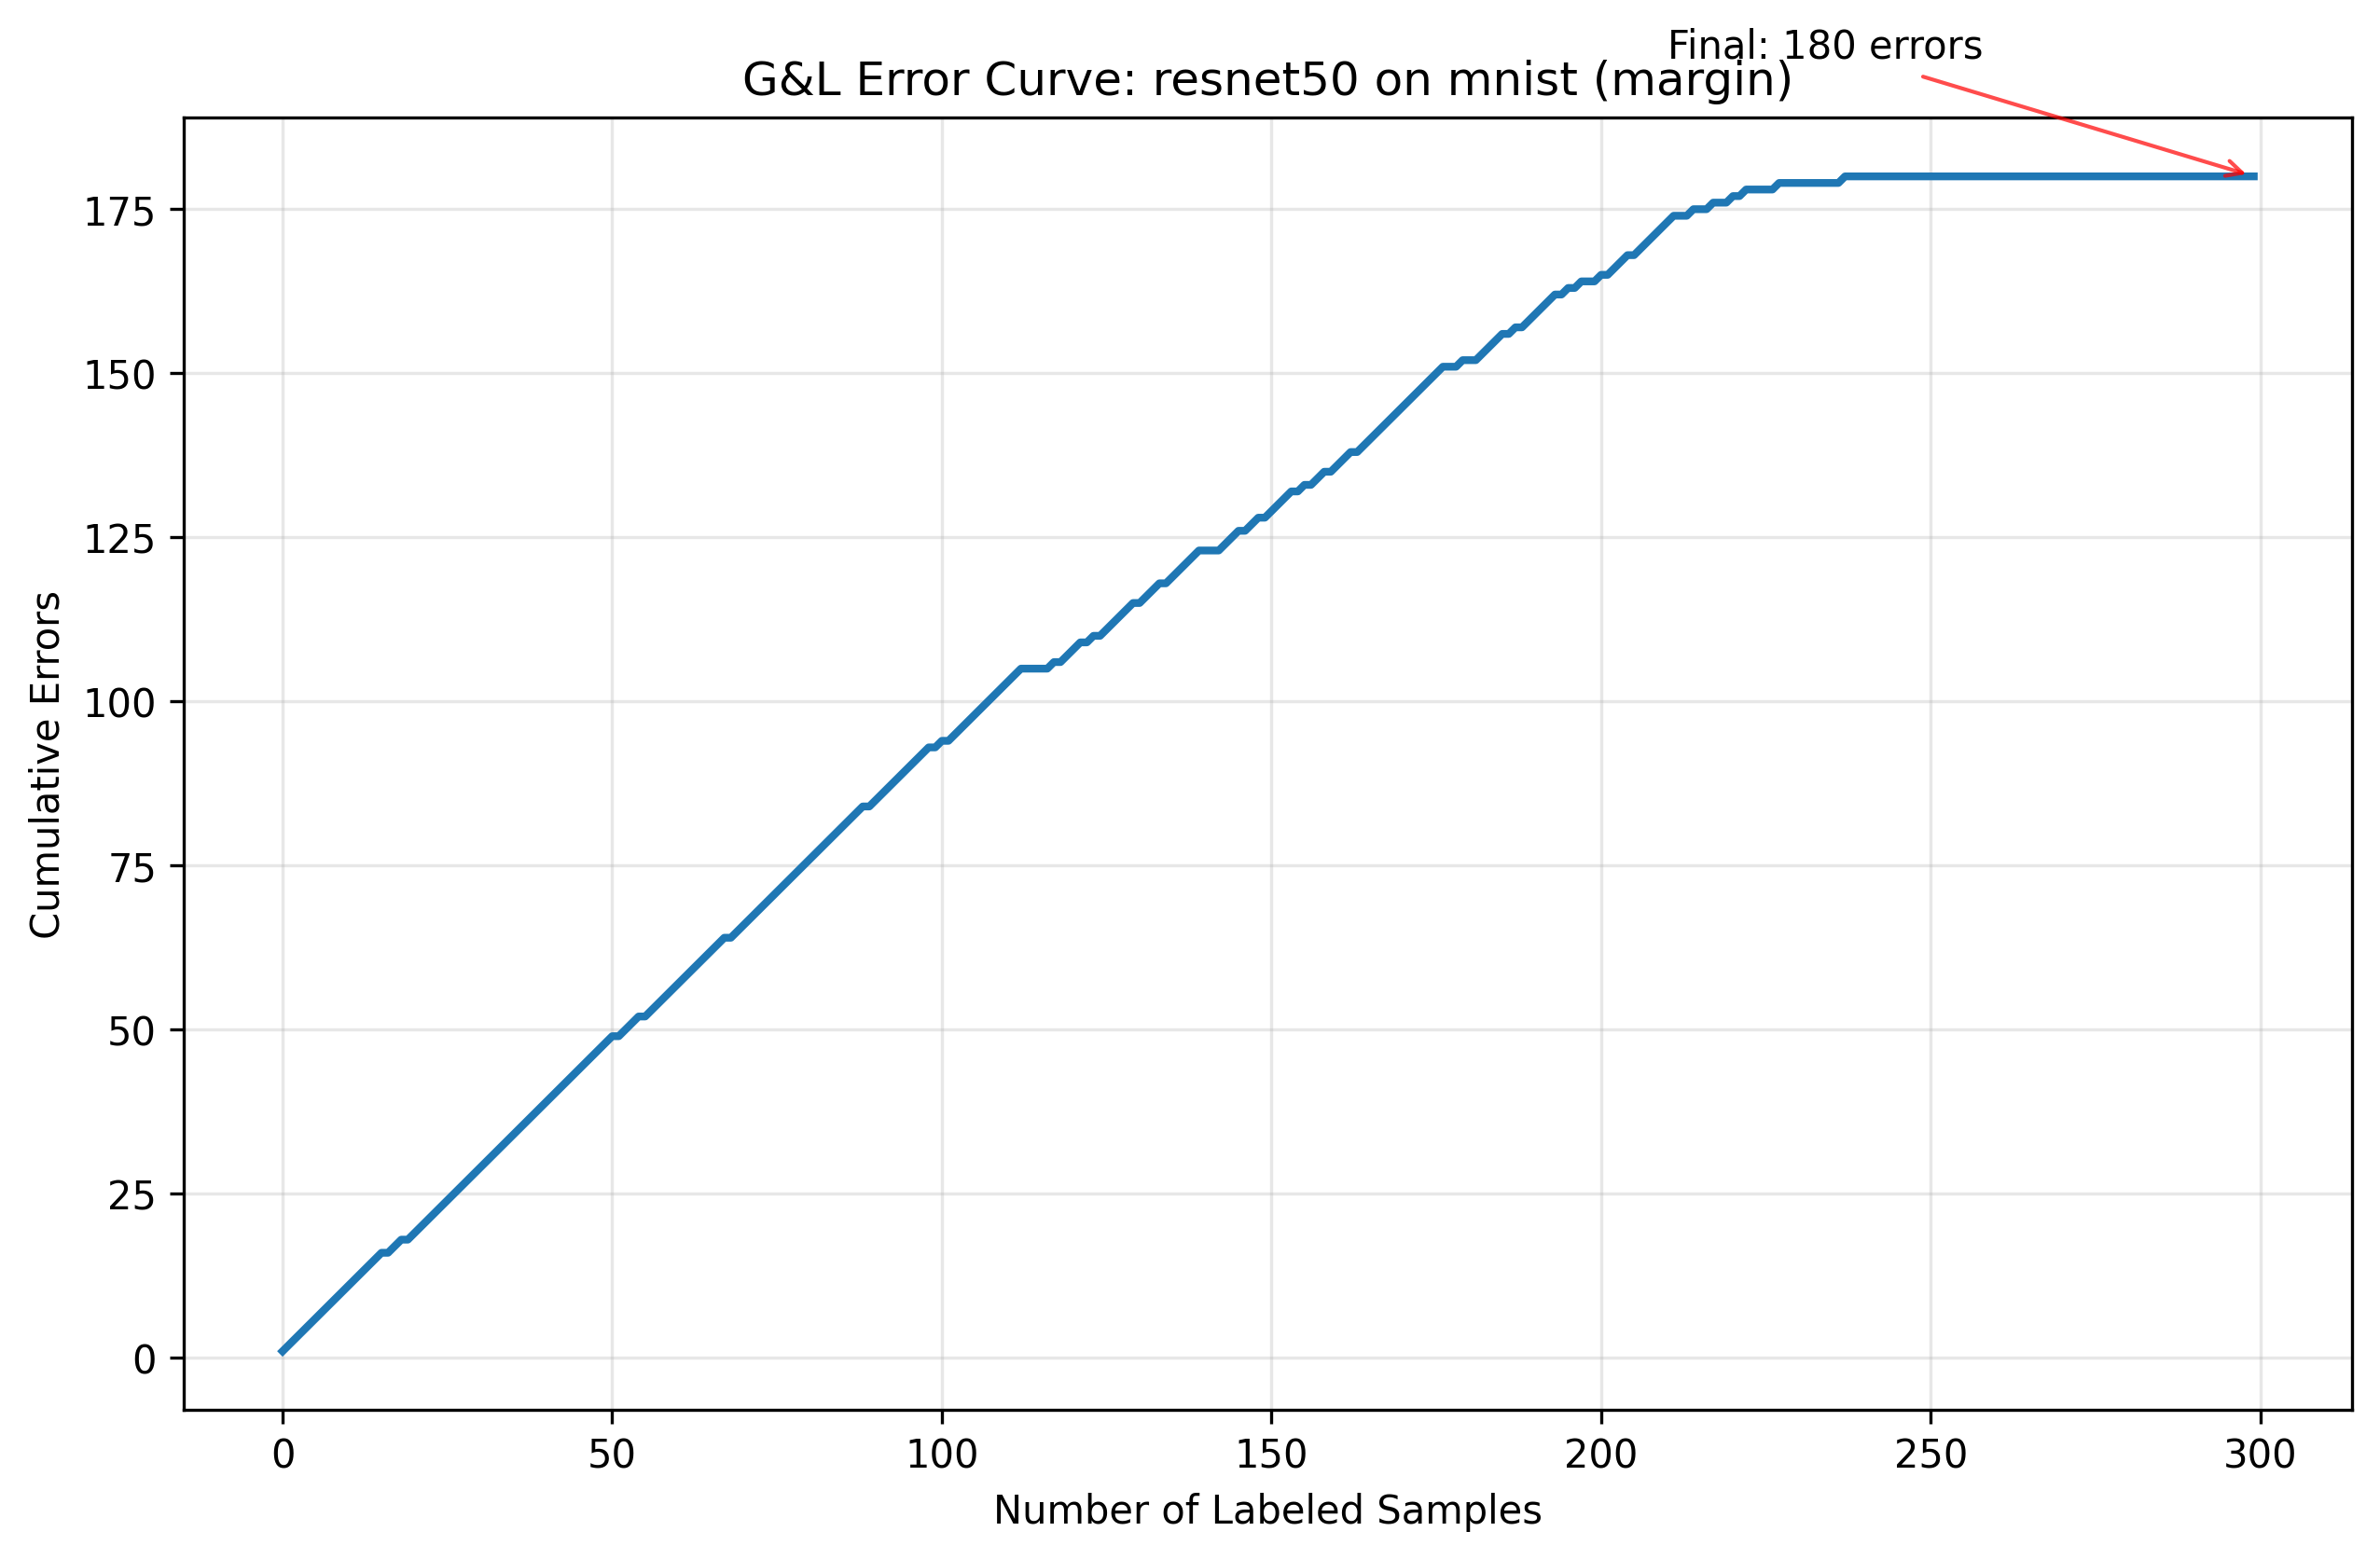 Final: 180 errors
G&L Error Curve: resnet50 on mnist (margin)
Cumulative Errors
175
150
125
100
75
50
25
0
0 50 100 150 200 250 300
Number of Labeled Samples